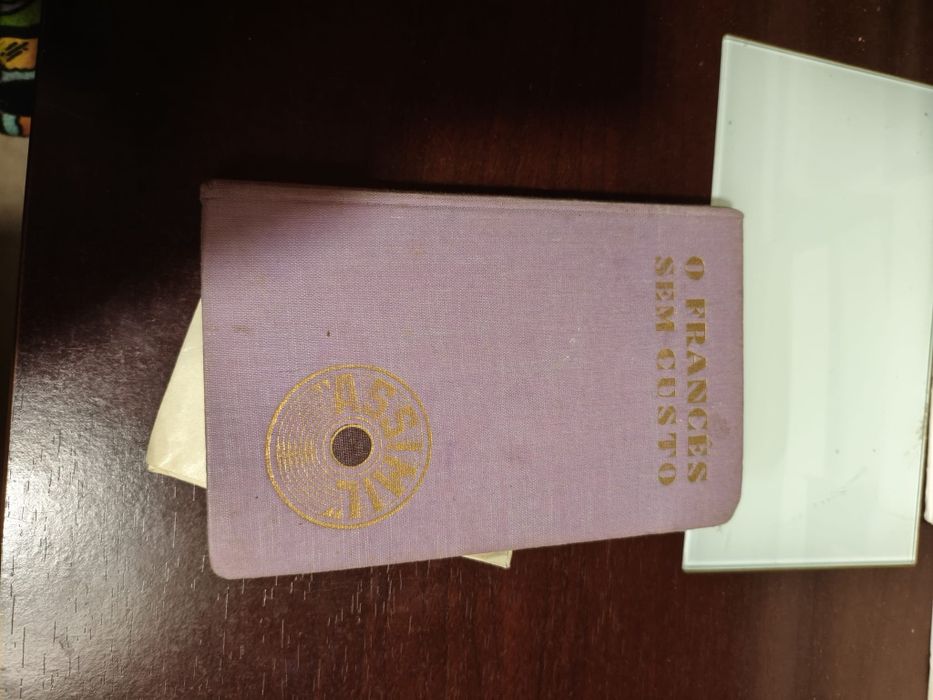 O FRANCÊS
SEM CUSTO
"ASSIMIL"